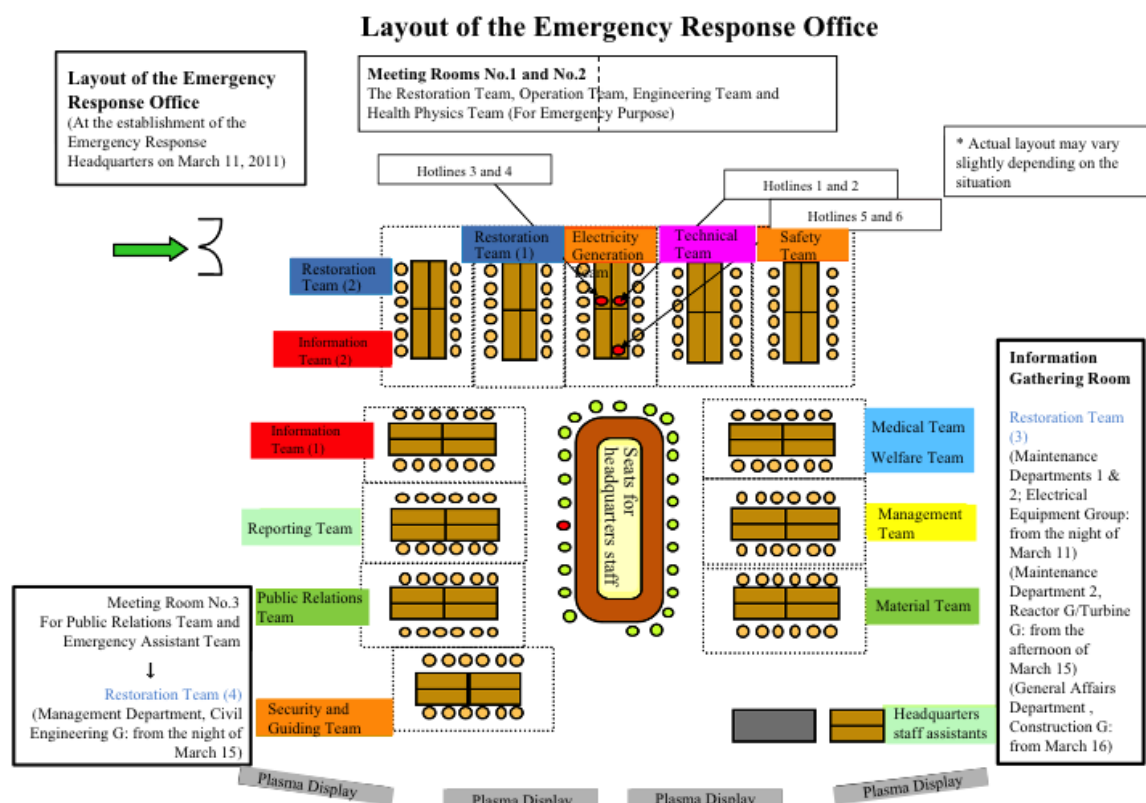 Layout of the Emergency Response Office
Layout of the Emergency
Response Office
(At the establishment of the
Emergency Response
Headquarters on March 11, 2011)
Meeting Rooms No.1 and No.2
The Restoration Team, Operation Team, Engineering Team and
Health Physics Team (For Emergency Purpose)
* Actual layout may vary
slightly depending on the
situation
Hotlines 3 and 4
Hotlines 1 and 2
Hotlines 5 and 6
Restoration
Team (1)
Electricity
Generation
Team
Technical
Team
Safety
Team
Restoration
Team (2)
Information
Team (2)
Information
Team (1)
Reporting Team
Public Relations
Team
Security and
Guiding Team
Seats for
headquarters staff
Medical Team
Welfare Team
Management
Team
Material Team
Headquarters
staff assistants
Information
Gathering Room
Restoration Team
(3)
(Maintenance
Departments 1 &
2; Electrical
Equipment Group:
from the night of
March 11)
(Maintenance
Department 2,
Reactor G/Turbine
G: from the
afternoon of
March 15)
(General Affairs
Department ,
Construction G:
from March 16)
Meeting Room No.3
For Public Relations Team and
Emergency Assistant Team
↓
Restoration Team (4)
(Management Department, Civil
Engineering G: from the night of
March 15)
Plasma Display
Plasma Display
Plasma Display
Plasma Display